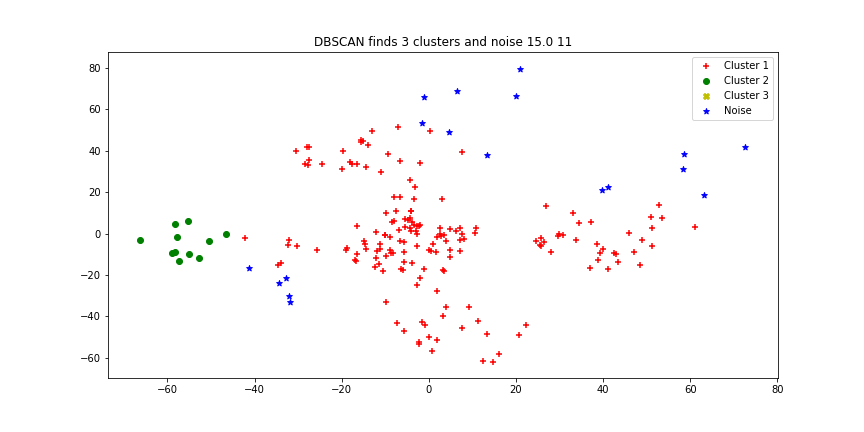 DBSCAN finds 3 clusters and noise 15.0 11
Cluster 1
Cluster 2
Cluster 3
Noise
80
60
40
20
0
−20
−40
−60
−60 −40 −20 0 20 40 60 80